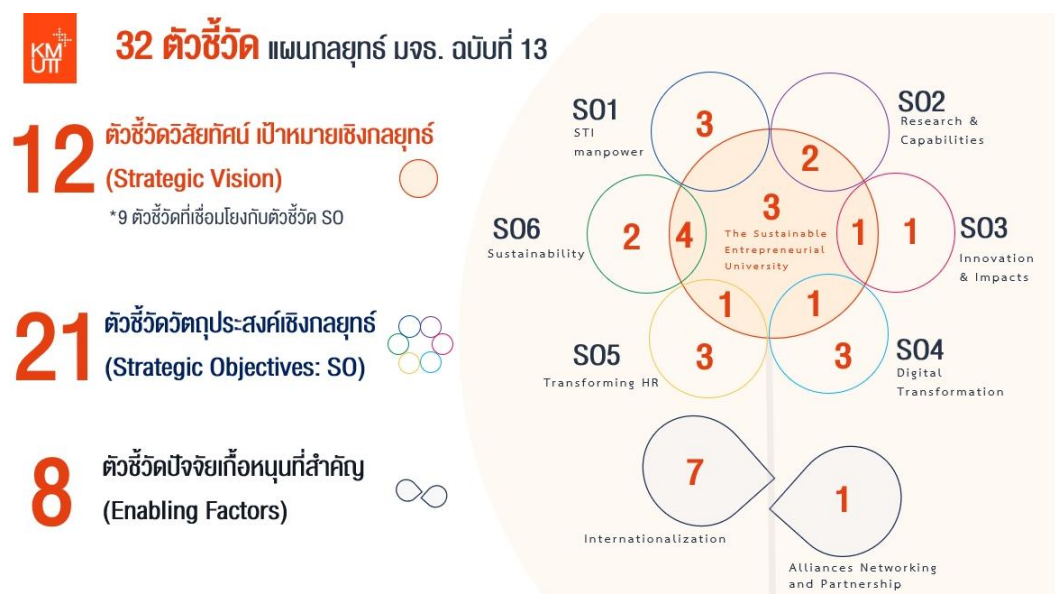 KM
UTT
32 ตัวชี้วัด แผนกลยุทธ์ มจธ. ฉบับที่ 13
12
ตัวชี้วัดวิสัยทัศน์ เป้าหมายเชิงกลยุทธ์
(Strategic Vision)
*9 ตัวชี้วัดที่เชื่อมโยงกับตัวชี้วัด SO
21
ตัวชี้วัดวัตถุประสงค์เชิงกลยุทธ์
(Strategic Objectives: SO)
8
ตัวชี้วัดปัจจัยเกื้อหนุนที่สำคัญ
(Enabling Factors)
SO1
STI
manpower
3
SO2
Research &
Capabilities
2
3
The Sustainable
Entrepreneurial
University
SO6
Sustainability
2
4
1
1
SO3
Innovation
& Impacts
1
1
SO5
Transforming HR
3
3
SO4
Digital
Transformation
7
Internationalization
1
Alliances Networking
and Partnership